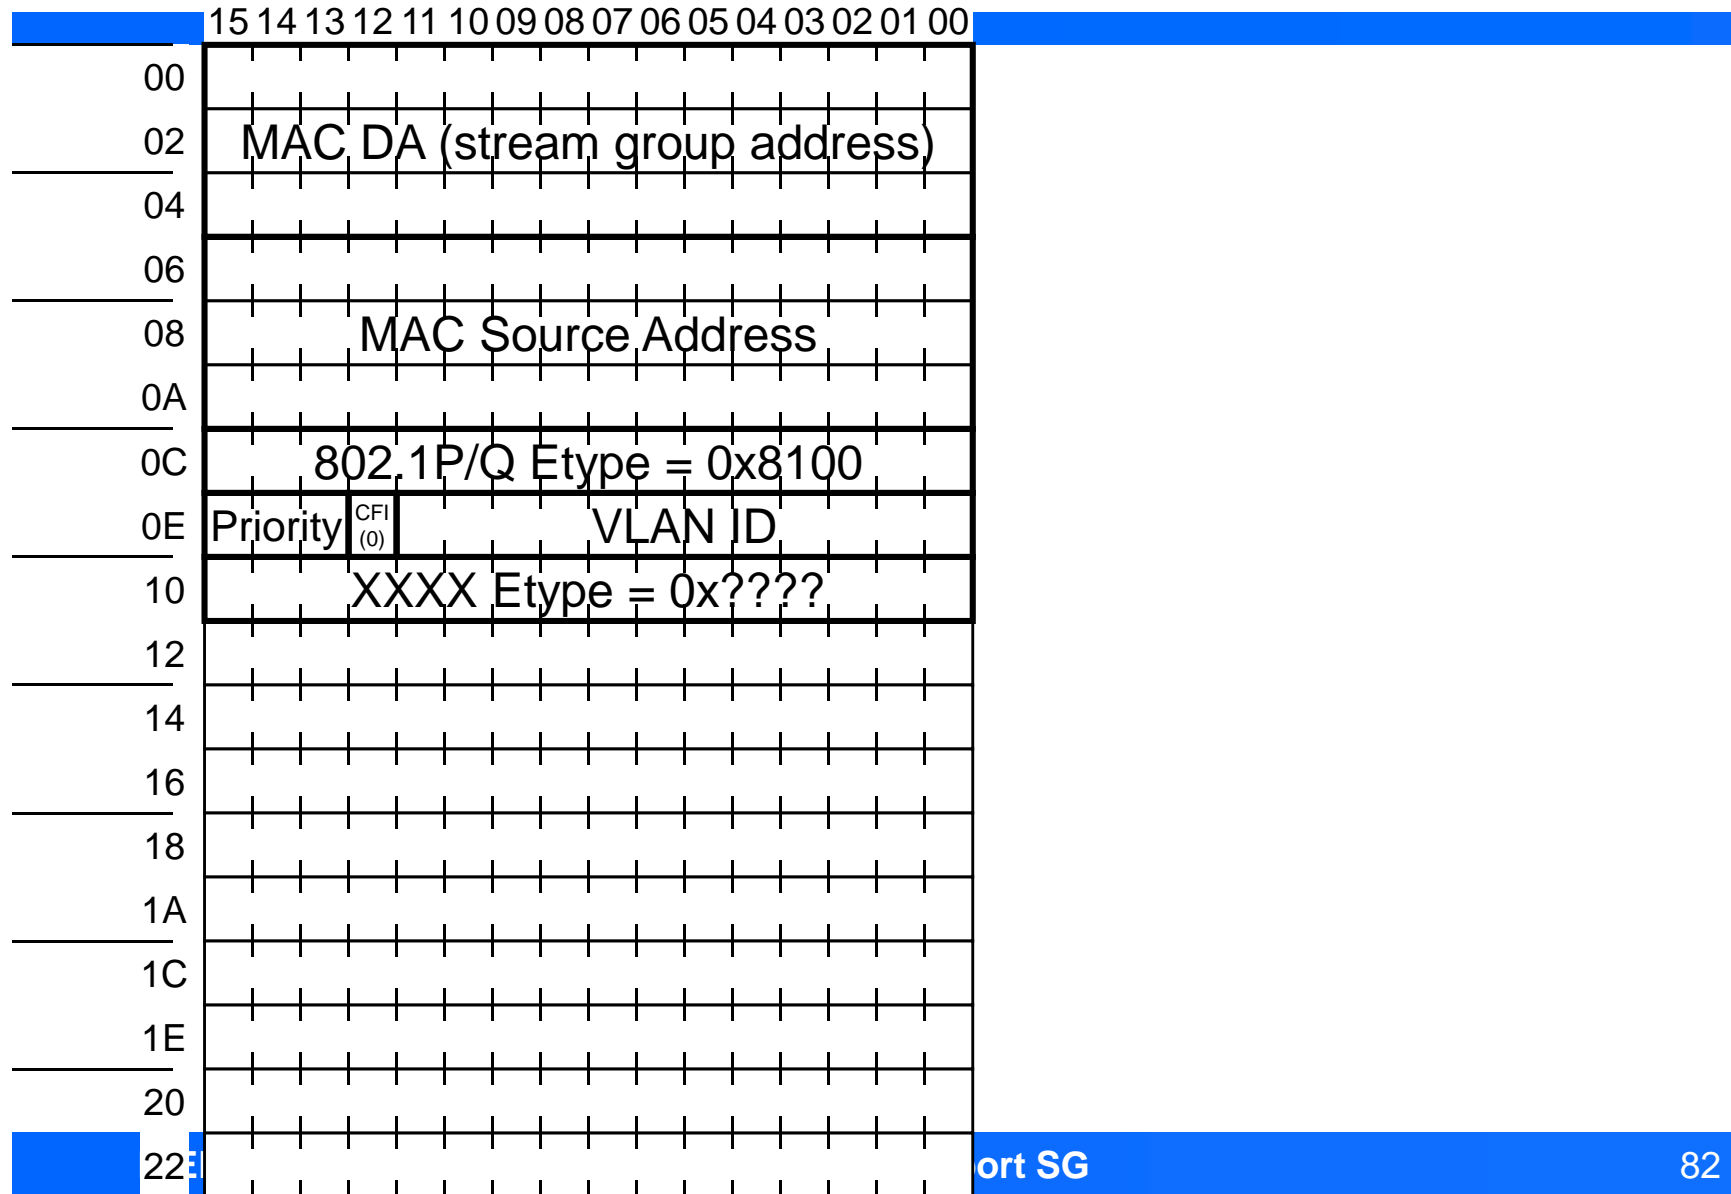 15 14 13 12 11 10 09 08 07 06 05 04 03 02 01 00
00
02 MAC DA (stream group address)
04
06
08 MAC Source Address
0A
0C 802.1P/Q Etype = 0x8100
0E Priority CFI (0) VLAN ID
10 XXXX Etype = 0x????
12
14
16
18
1A
1C
1E
20
22 ort SG 82